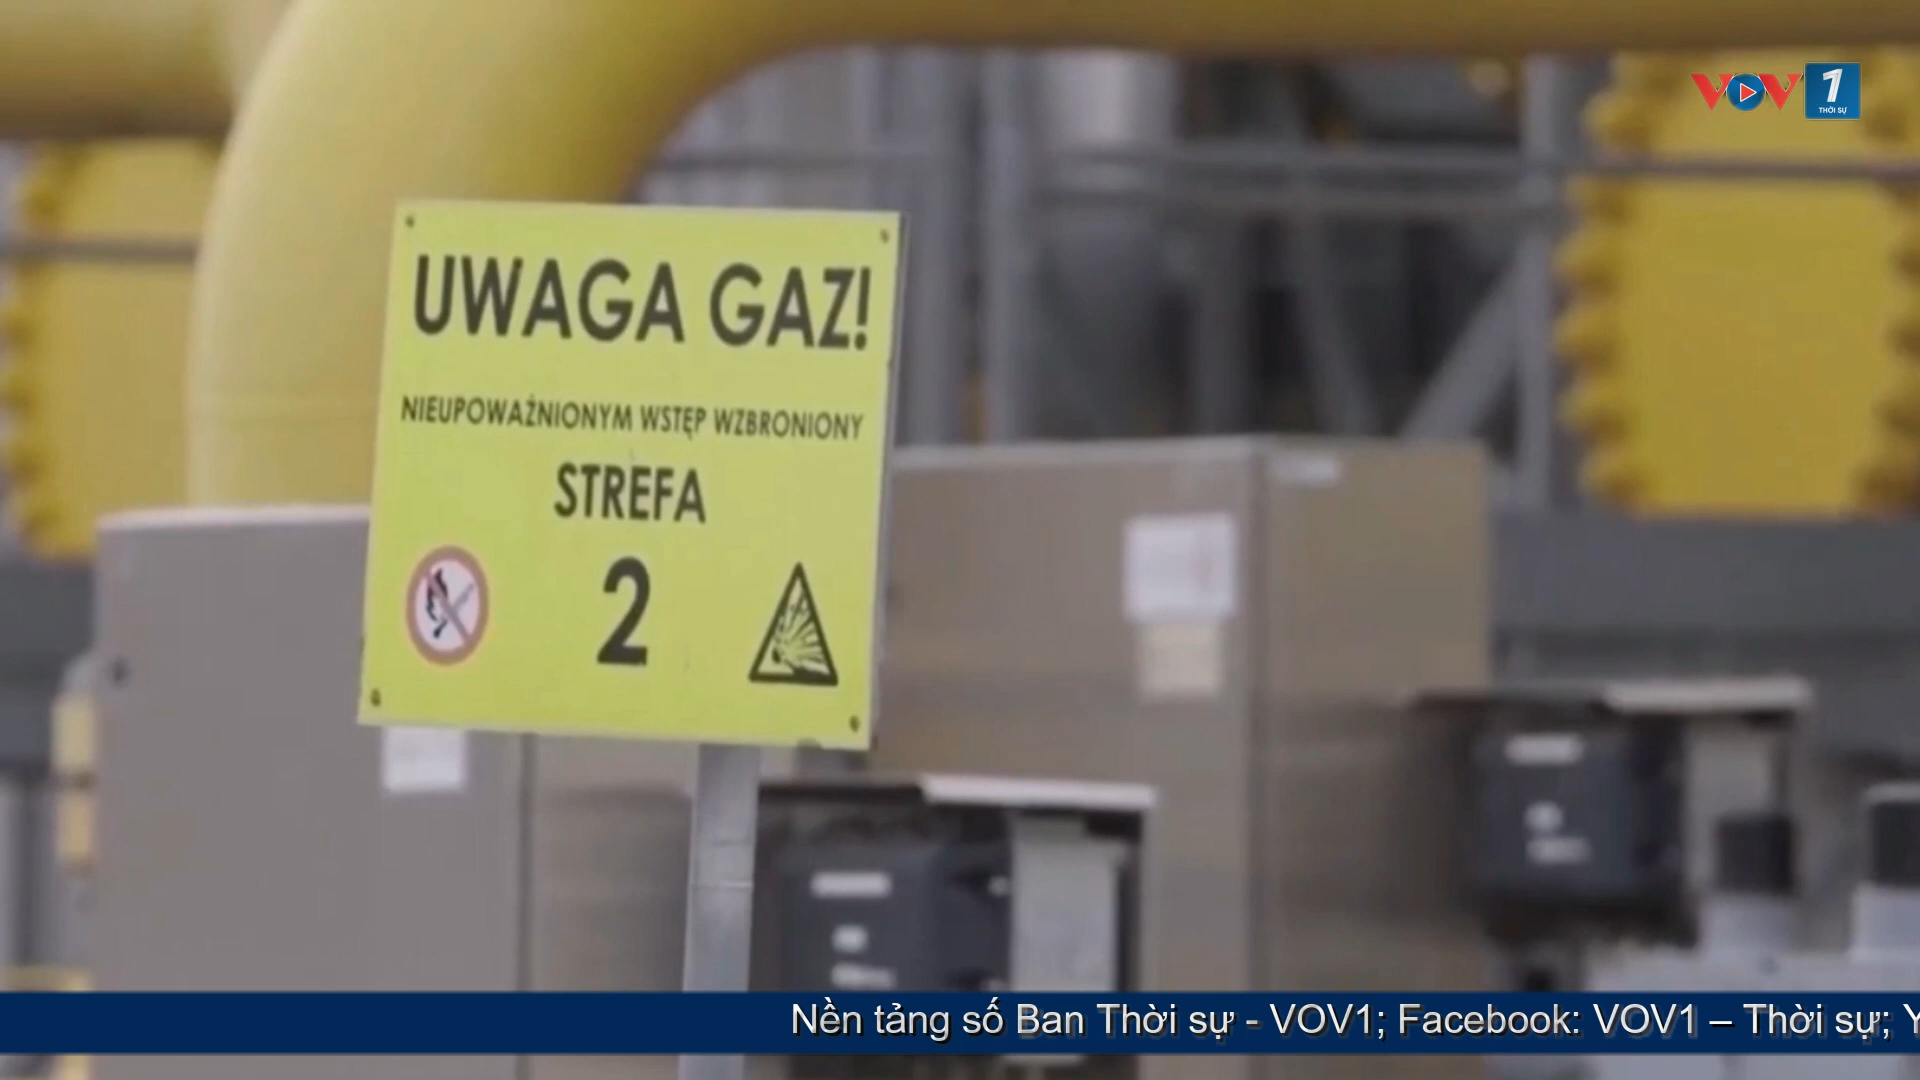 VOV 1
THỜI SỰ
UWAGA GAZ!
NIEUPOWAŻNIONYM WSTĘP WZBRONIONY
STREFA
2
Nền tảng số Ban Thời sự - VOV1; Facebook: VOV1 – Thời sự; Y